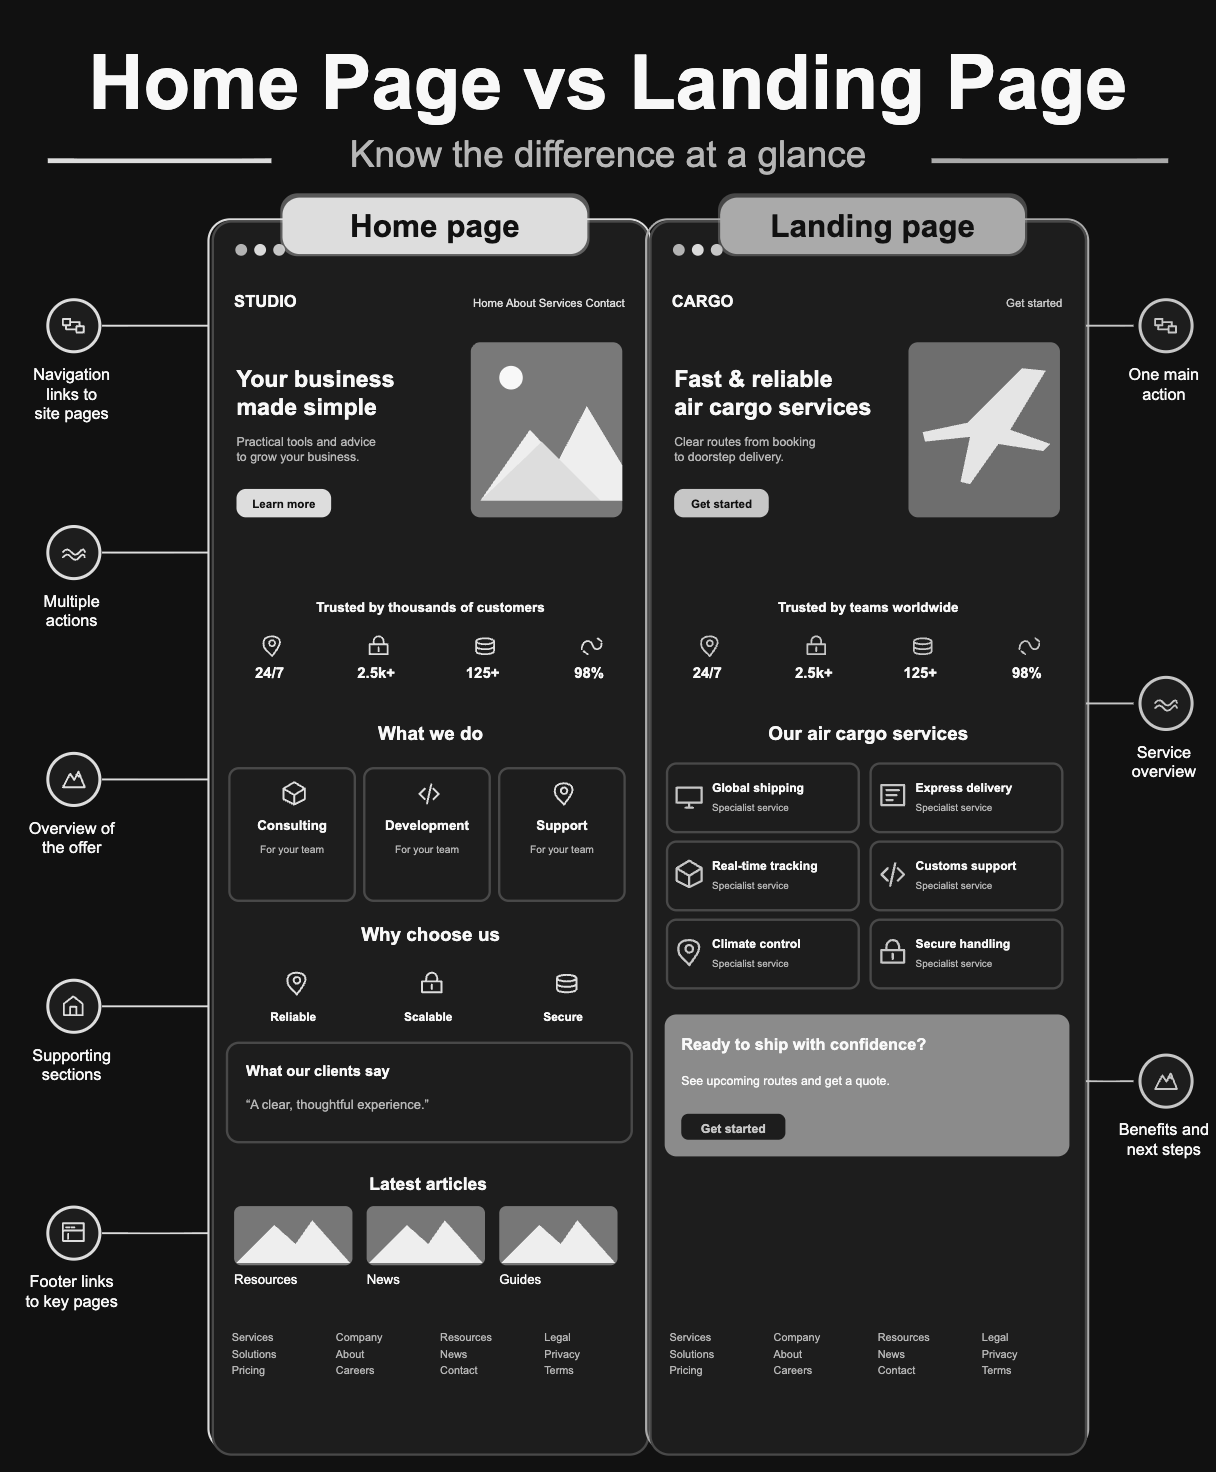 Home Page vs Landing Page
Know the difference at a glance
Navigation
links to
site pages
Multiple
actions
Overview of
the offer
Supporting
sections
Footer links
to key pages
Home page
STUDIO
Home About Services Contact
Your business
made simple
Practical tools and advice
to grow your business.
Learn more
Trusted by thousands of customers
24/7 2.5k+ 125+ 98%
What we do
Consulting Development Support
For your team For your team For your team
Why choose us
Reliable Scalable Secure
What our clients say
“A clear, thoughtful experience.”
Latest articles
Resources News Guides
Services Company Resources Legal
Solutions About News Privacy
Pricing Careers Contact Terms
Landing page
CARGO
Get started
Fast & reliable
air cargo services
Clear routes from booking
to doorstep delivery.
Get started
Trusted by teams worldwide
24/7 2.5k+ 125+ 98%
Our air cargo services
Global shipping
Specialist service
Express delivery
Specialist service
Real-time tracking
Specialist service
Customs support
Specialist service
Climate control
Specialist service
Secure handling
Specialist service
Ready to ship with confidence?
See upcoming routes and get a quote.
Get started
Services Company Resources Legal
Solutions About News Privacy
Pricing Careers Contact Terms
One main
action
Service
overview
Benefits and
next steps